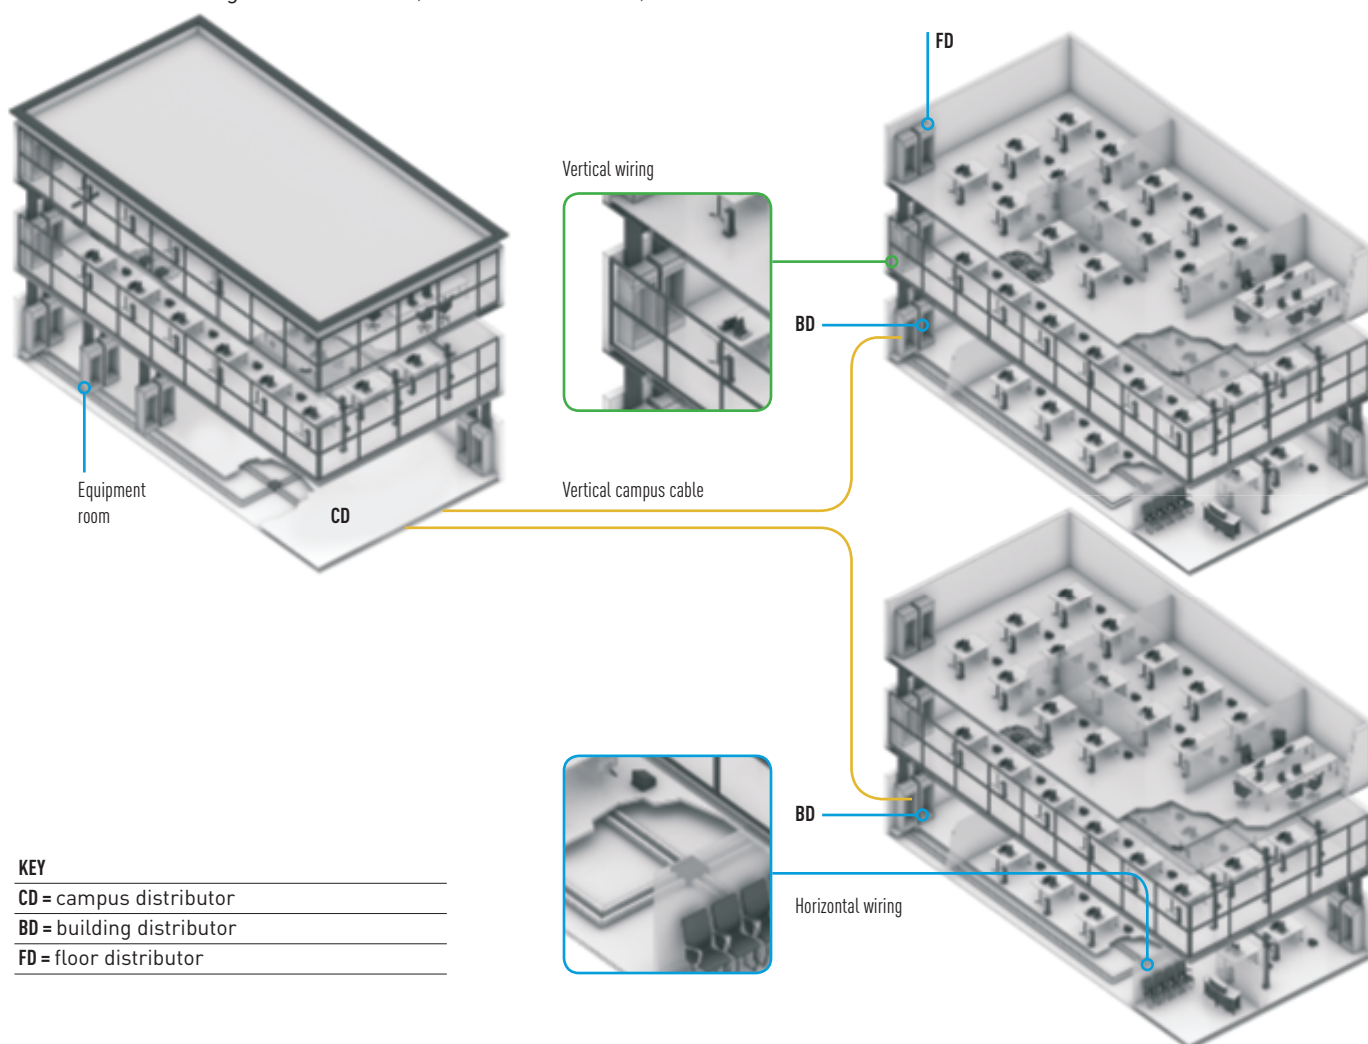 FD
Vertical wiring
BD
Equipment
room
Vertical campus cable
CD
BD
Horizontal wiring
KEY
CD = campus distributor
BD = building distributor
FD = floor distributor